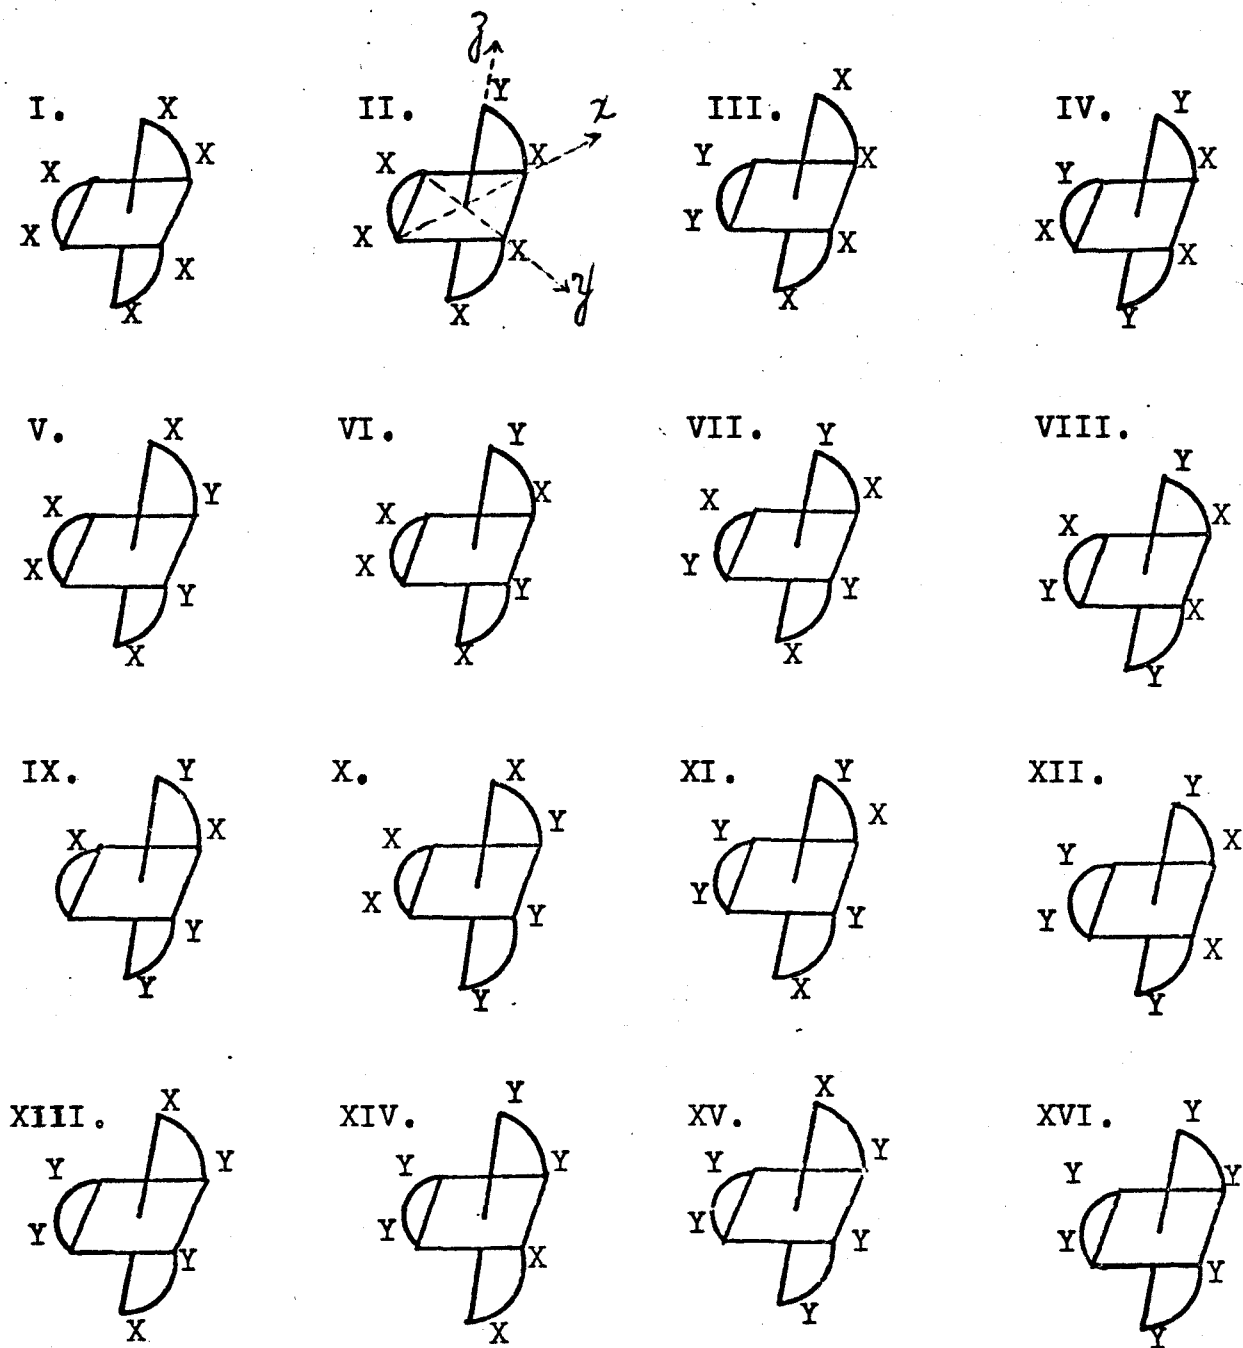 z
I. X II. Y x III. X IV. Y
X X X X
X X Y Y
X X y Y X
X X X X
X X X Y
V. X VI. Y VII. Y VIII. Y
X Y X X X X X X
X Y X Y Y Y Y X
X X X Y
IX. Y X. X XI. Y XII. Y
X X X Y Y X Y X
Y X Y Y Y Y X
Y Y X Y
XIII. X XIV. Y XV. X XVI. Y
Y Y Y Y Y Y Y Y
Y Y Y X Y Y Y Y
X X Y Y